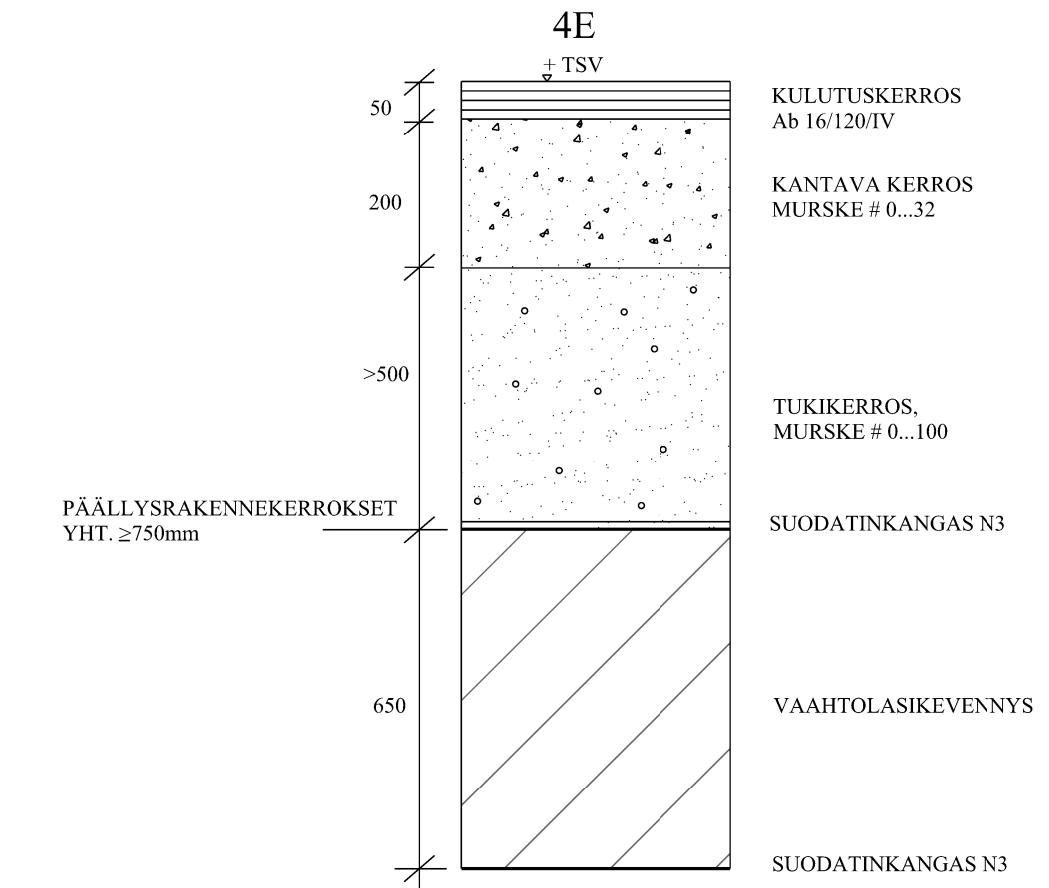 4E
+ TSV
50
KULUTUSKERROS
Ab 16/120/IV
200
KANTAVA KERROS
MURSKE # 0...32
>500
TUKIKERROS,
MURSKE # 0...100
PÄÄLLYSRAKENNEKERROKSET
YHT. ≥750mm
SUODATINKANGAS N3
650
VAAHTOLASIKEVENNYS
SUODATINKANGAS N3